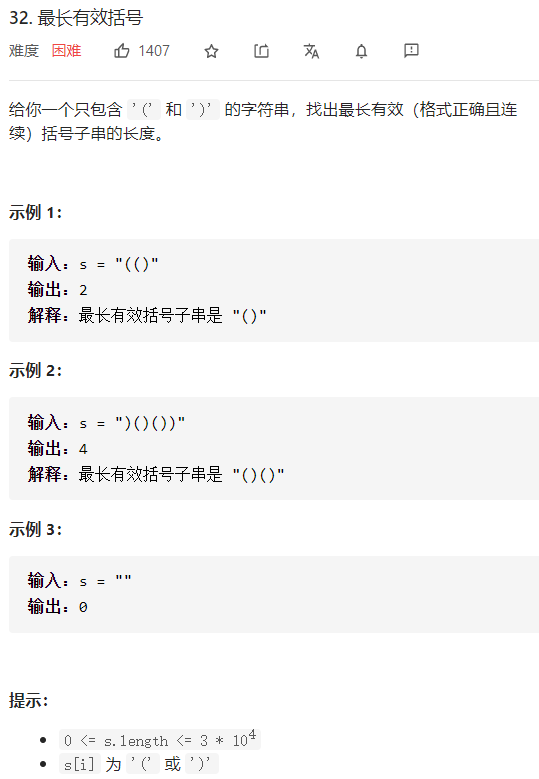 32. 最长有效括号
难度 困难 1407
给你一个只包含 '(' 和 ')' 的字符串，找出最长有效（格式正确且连
续）括号子串的长度。
示例 1：
输入：s = "(()"
输出：2
解释：最长有效括号子串是 "()"
示例 2：
输入：s = ")()())"
输出：4
解释：最长有效括号子串是 "()()"
示例 3：
输入：s = ""
输出：0
提示：
0 <= s.length <= 3 * 10⁴
s[i] 为 '(' 或 ')'